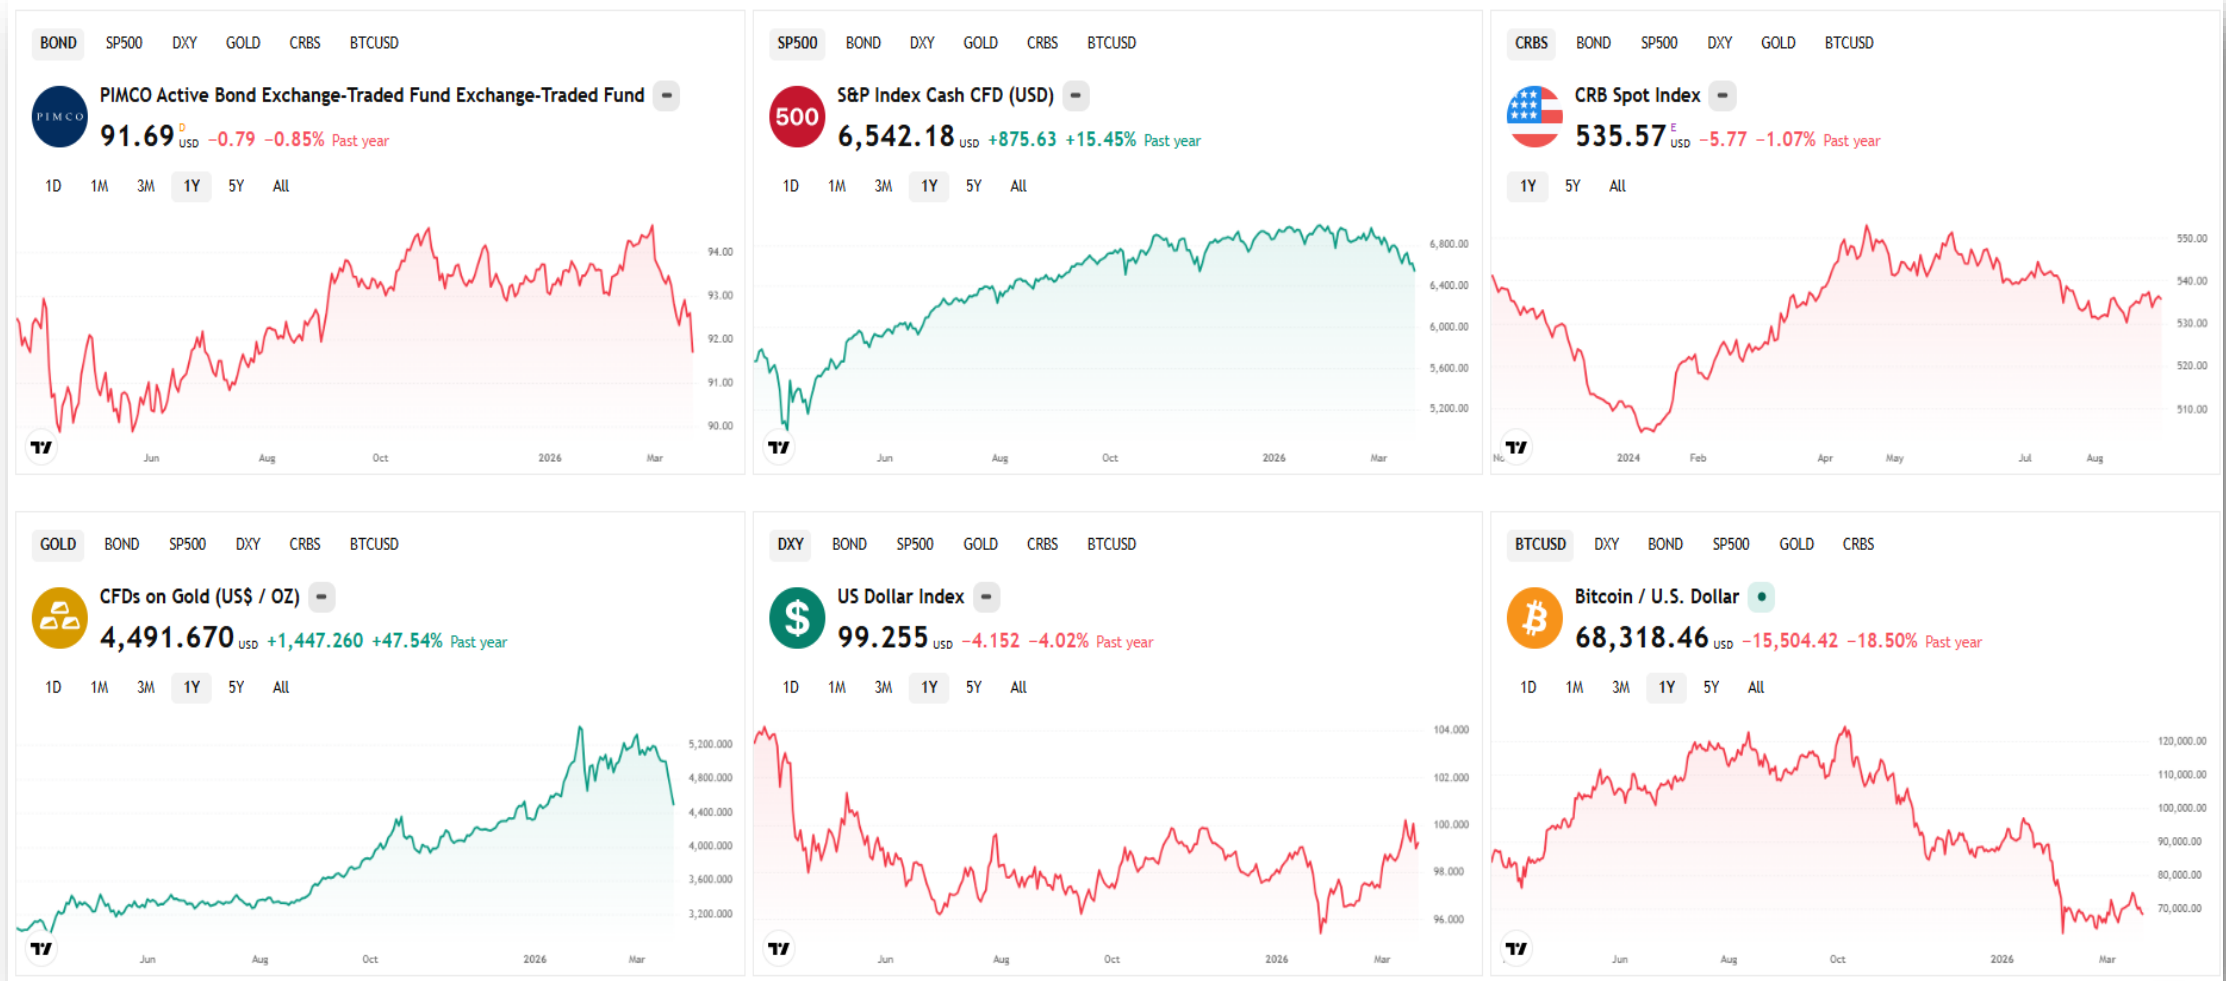 BOND SP500 DXY GOLD CRBS BTCUSD
PIMCO
PIMCO Active Bond Exchange-Traded Fund Exchange-Traded Fund
91.69 D USD −0.79 −0.85% Past year
1D 1M 3M 1Y 5Y All
94.00
93.00
92.00
91.00
90.00
Jun Aug Oct 2026 Mar
SP500 BOND DXY GOLD CRBS BTCUSD
500
S&P Index Cash CFD (USD)
6,542.18 USD +875.63 +15.45% Past year
1D 1M 3M 1Y 5Y All
6,800.00
6,400.00
6,000.00
5,600.00
5,200.00
Jun Aug Oct 2026 Mar
CRBS BOND SP500 DXY GOLD BTCUSD
CRB Spot Index
535.57 E USD −5.77 −1.07% Past year
1Y 5Y All
550.00
540.00
530.00
520.00
510.00
2024 Feb Apr May Jul Aug
GOLD BOND SP500 DXY CRBS BTCUSD
CFDs on Gold (US$ / OZ)
4,491.670 USD +1,447.260 +47.54% Past year
1D 1M 3M 1Y 5Y All
5,200.000
4,800.000
4,400.000
4,000.000
3,600.000
3,200.000
Jun Aug Oct 2026 Mar
DXY BOND SP500 GOLD CRBS BTCUSD
$
US Dollar Index
99.255 USD −4.152 −4.02% Past year
1D 1M 3M 1Y 5Y All
104.000
102.000
100.000
98.000
96.000
Jun Aug Oct 2026 Mar
BTCUSD DXY BOND SP500 GOLD CRBS
Bitcoin / U.S. Dollar
68,318.46 USD −15,504.42 −18.50% Past year
1D 1M 3M 1Y 5Y All
120,000.00
110,000.00
100,000.00
90,000.00
80,000.00
70,000.00
Jun Aug Oct 2026 Mar